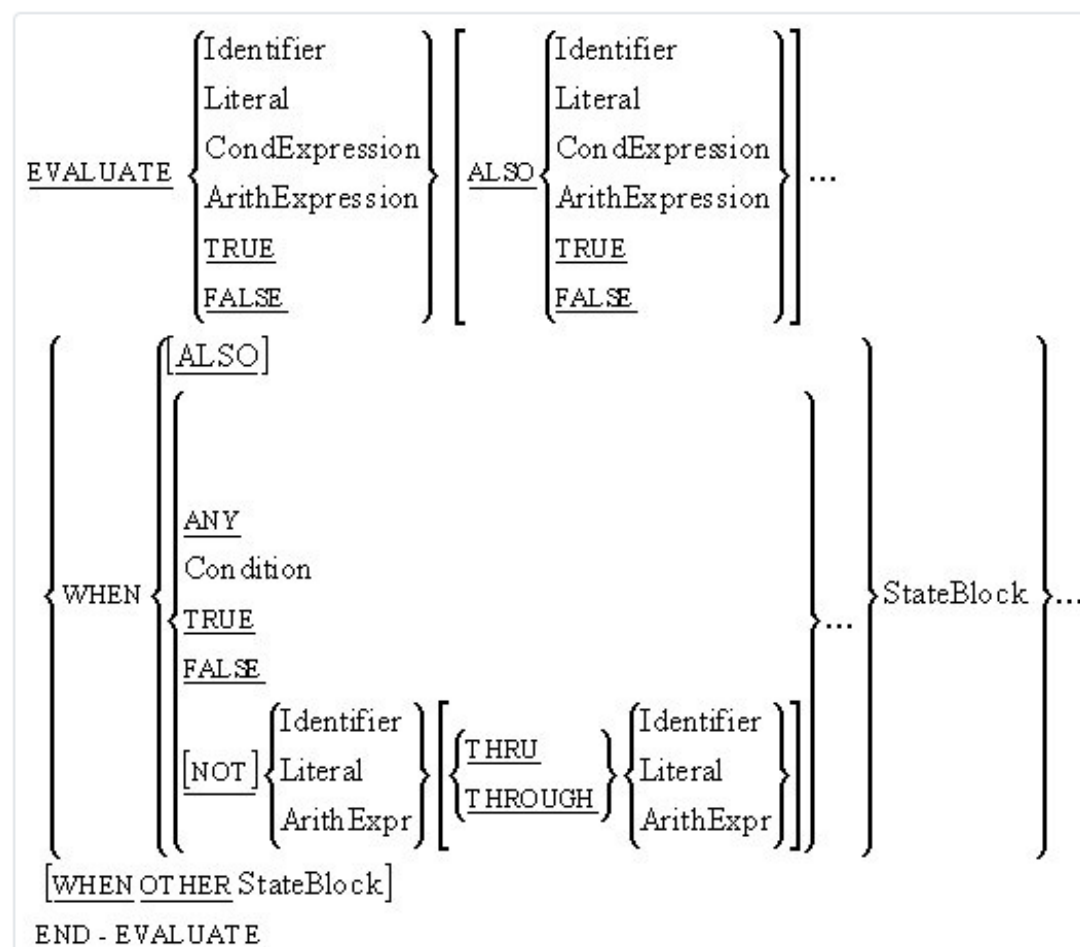 Identifier Identifier
Literal Literal
CondExpression CondExpression
EVALUATE ArithExpression ALSO ArithExpression ...
TRUE TRUE
FALSE FALSE
[ALSO]
ANY
Condition
WHEN TRUE ... StateBlock ...
FALSE
Identifier THRU Identifier
[NOT] Literal THROUGH Literal
ArithExpr ArithExpr
[WHEN OTHER StateBlock]
END - EVALUATE